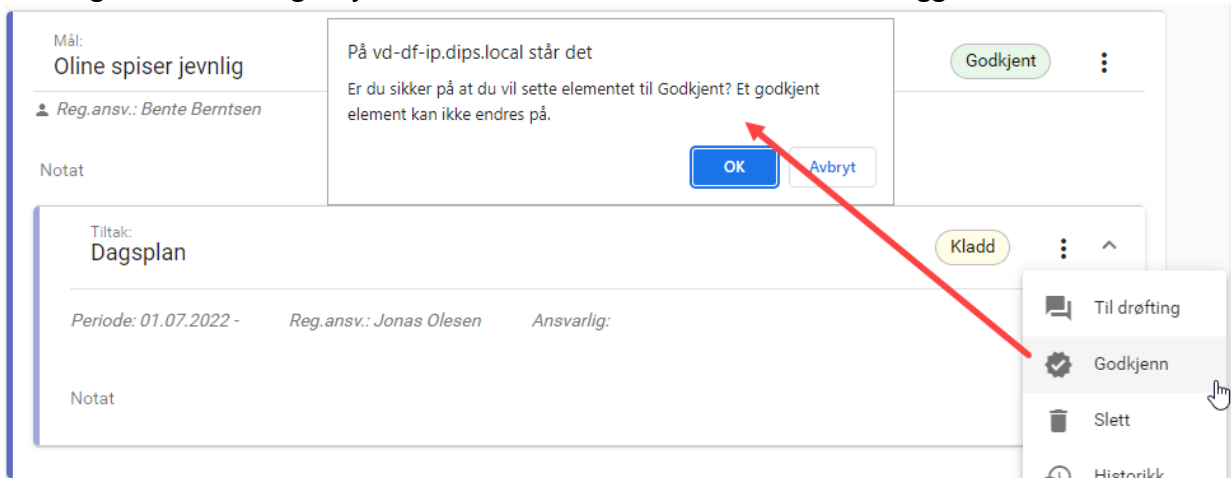 Mål:
Oline spiser jevnlig
Godkjent
Reg.ansv.: Bente Berntsen
Notat
På vd-df-ip.dips.local står det
Er du sikker på at du vil sette elementet til Godkjent? Et godkjent
element kan ikke endres på.
OK
Avbryt
Tiltak:
Dagsplan
Kladd
Periode: 01.07.2022 -
Reg.ansv.: Jonas Olesen
Ansvarlig:
Notat
Til drøfting
Godkjenn
Slett
Historikk